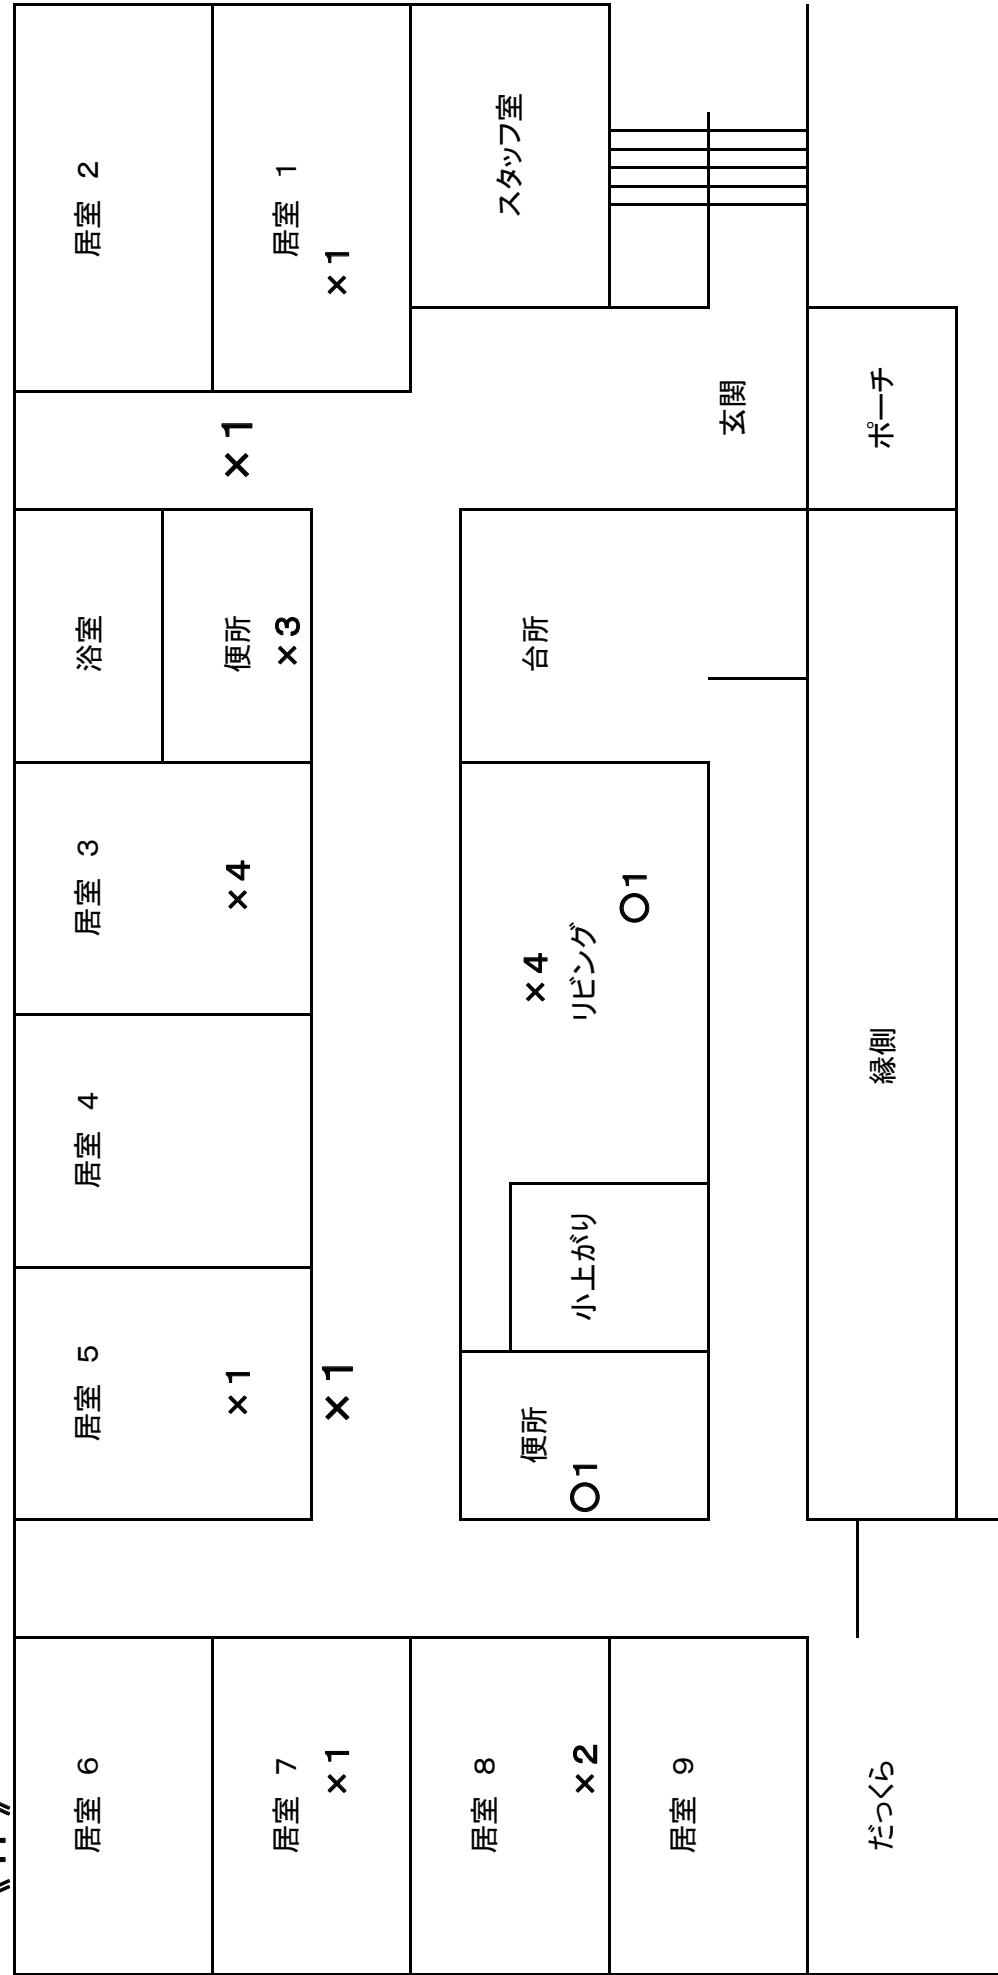 居室 6
居室 5
居室 4
居室 3
浴室
居室 2
×1
×4
便所
×3
×1
居室 7
×1
×1
居室 1
×1
居室 8
便所
×4
台所
スタッフ室
×2
○1
小上がり
リビング
○1
居室 9
玄関
だっくら
縁側
ポーチ